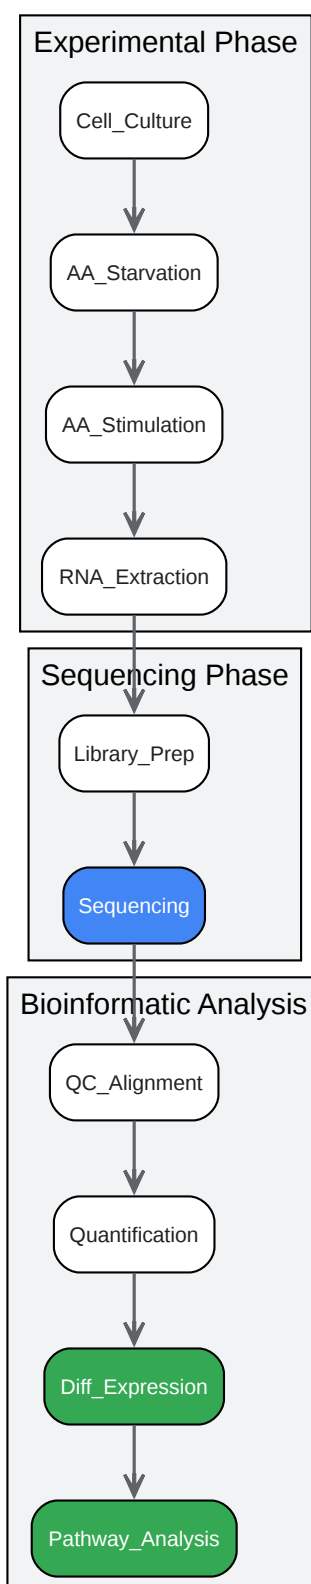 Experimental Phase
Cell_Culture
AA_Starvation
AA_Stimulation
RNA_Extraction
Sequencing Phase
Library_Prep
Sequencing
Bioinformatic Analysis
QC_Alignment
Quantification
Diff_Expression
Pathway_Analysis